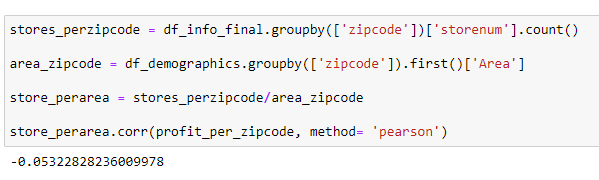 stores_perzipcode = df_info_final.groupby(['zipcode'])['storenum'].count()
area_zipcode = df_demographics.groupby(['zipcode']).first()['Area']
store_perarea = stores_perzipcode/area_zipcode
store_perarea.corr(profit_per_zipcode, method= 'pearson')
-0.05322828236009978